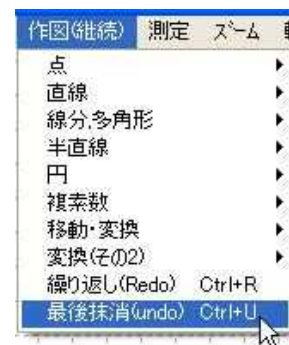 作図(継続) 測定 ズーム
点
直線
線分,多角形
半直線
円
複素数
移動・変換
変換(その2)
繰り返し(Redo) Ctrl+R
最後抹消(undo) Ctrl+U